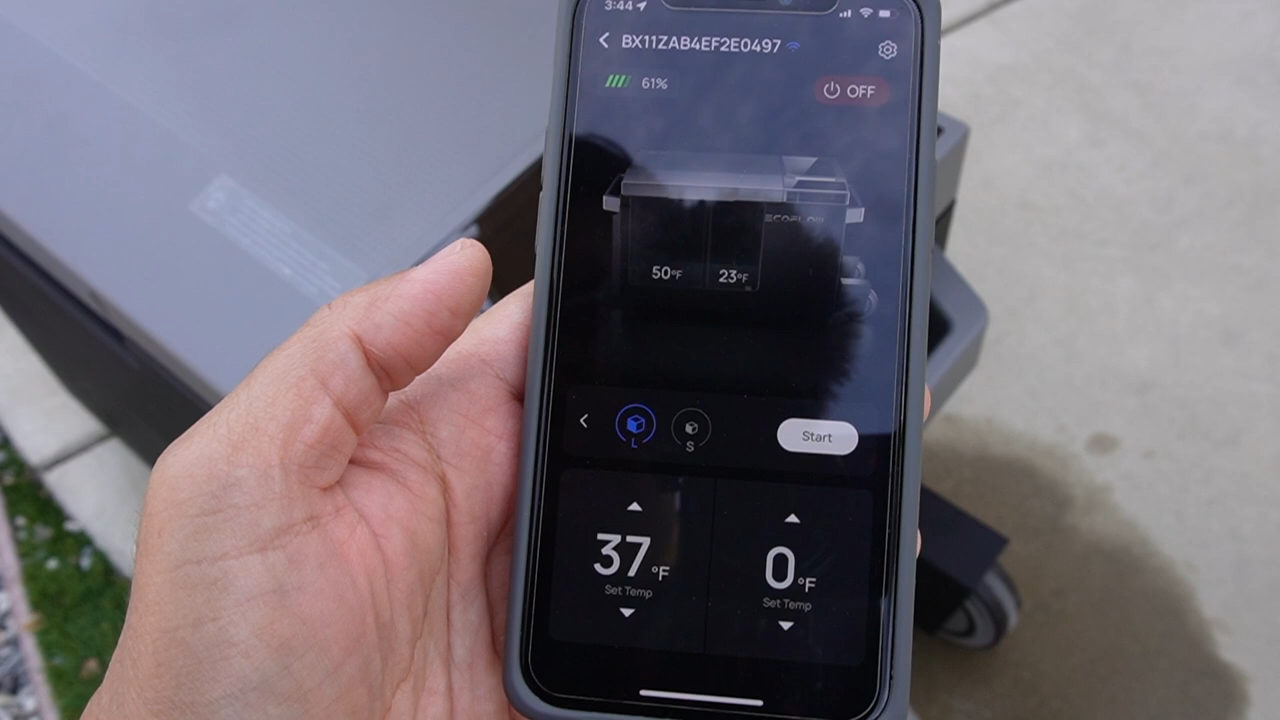 3:44
BX11ZAB4EF2E0497
61%
OFF
ECOFLOW
50°F
23°F
L
S
Start
37°F
0°F
Set Temp
Set Temp